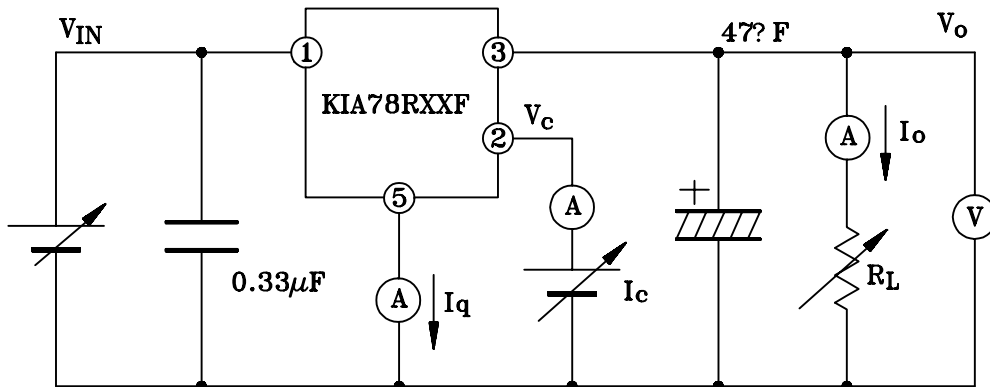 V_IN
47? F
V_o
1
3
KIA78RXXF
V_c
2
A
I_o
5
A
V
0.33μF
A
I_q
I_c
R_L